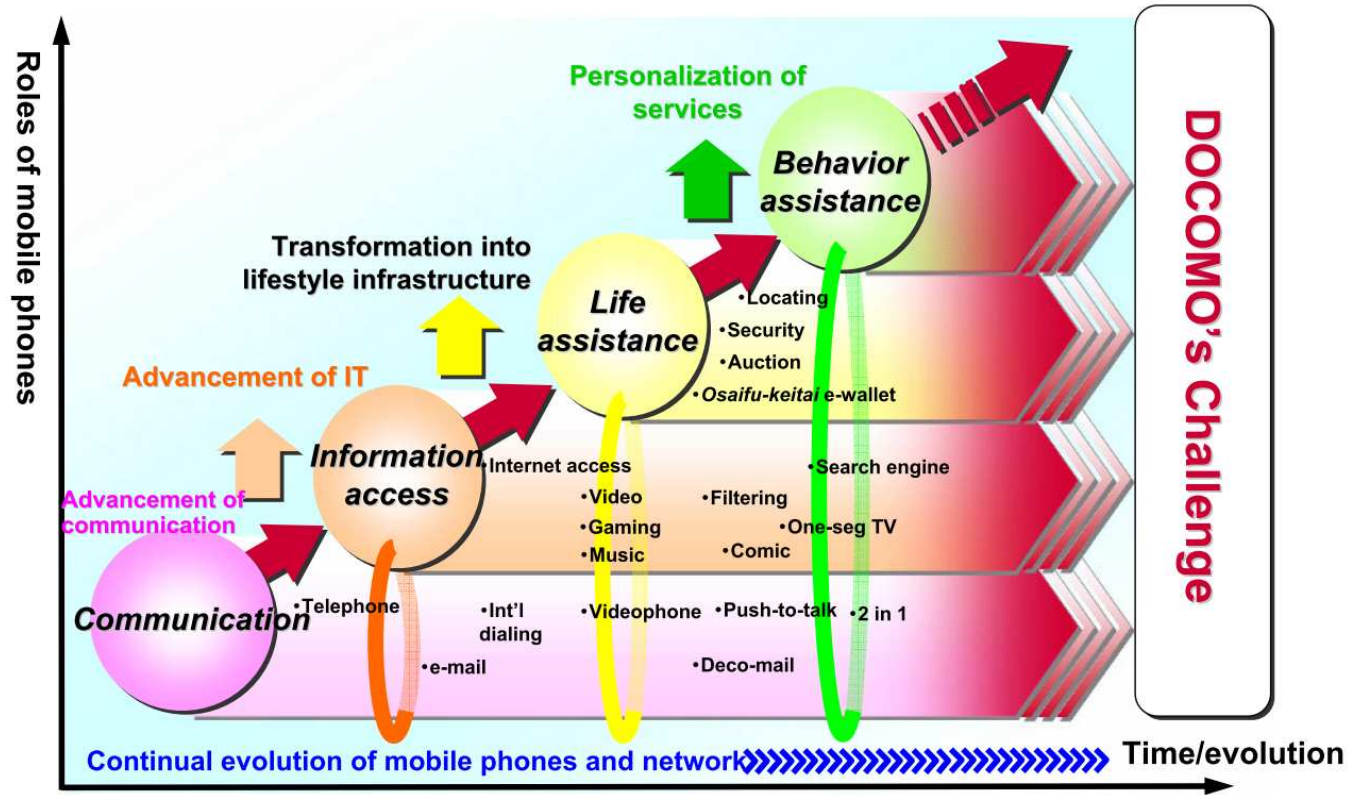 Roles of mobile phones
Personalization of
services
Behavior
assistance
Transformation into
lifestyle infrastructure
Life
assistance
•Locating
•Security
•Auction
•Osaifu-keitai e-wallet
Advancement of IT
Information
access
•Internet access
•Search engine
•Video
•Filtering
•Gaming
•One-seg TV
•Music
•Comic
Advancement of
communication
Communication
•Telephone
•Int'l
dialing
•Videophone
•Push-to-talk
•2 in 1
•e-mail
•Deco-mail
DOCOMO's Challenge
Continual evolution of mobile phones and network
Time/evolution